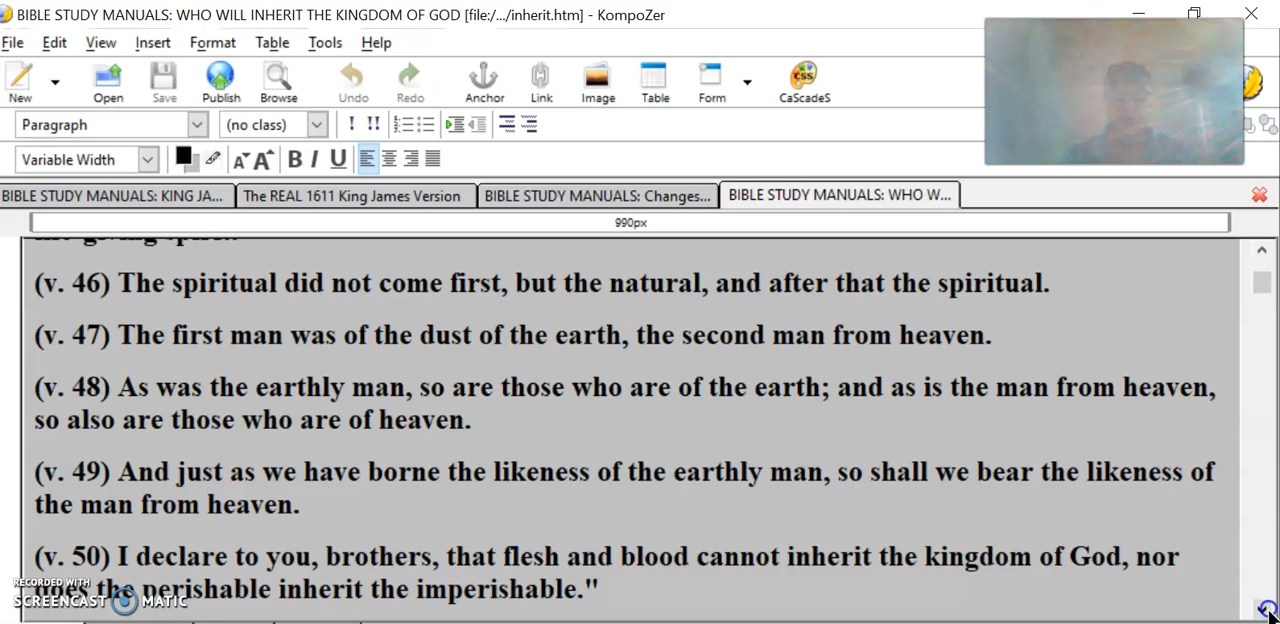 BIBLE STUDY MANUALS: WHO WILL INHERIT THE KINGDOM OF GOD [file:/.../inherit.htm] - KompoZer
File Edit View Insert Format Table Tools Help
New Open Save Publish Browse Undo Redo Anchor Link Image Table Form CaScadeS
Paragraph (no class) ! !!
Variable Width A A B I U
BIBLE STUDY MANUALS: KING JA... The REAL 1611 King James Version BIBLE STUDY MANUALS: Changes... BIBLE STUDY MANUALS: WHO W...
990px
(v. 46) The spiritual did not come first, but the natural, and after that the spiritual.
(v. 47) The first man was of the dust of the earth, the second man from heaven.
(v. 48) As was the earthly man, so are those who are of the earth; and as is the man from heaven,
so also are those who are of heaven.
(v. 49) And just as we have borne the likeness of the earthly man, so shall we bear the likeness of
the man from heaven.
(v. 50) I declare to you, brothers, that flesh and blood cannot inherit the kingdom of God, nor
does the perishable inherit the imperishable."
RECORDED WITH
SCREENCAST MATIC